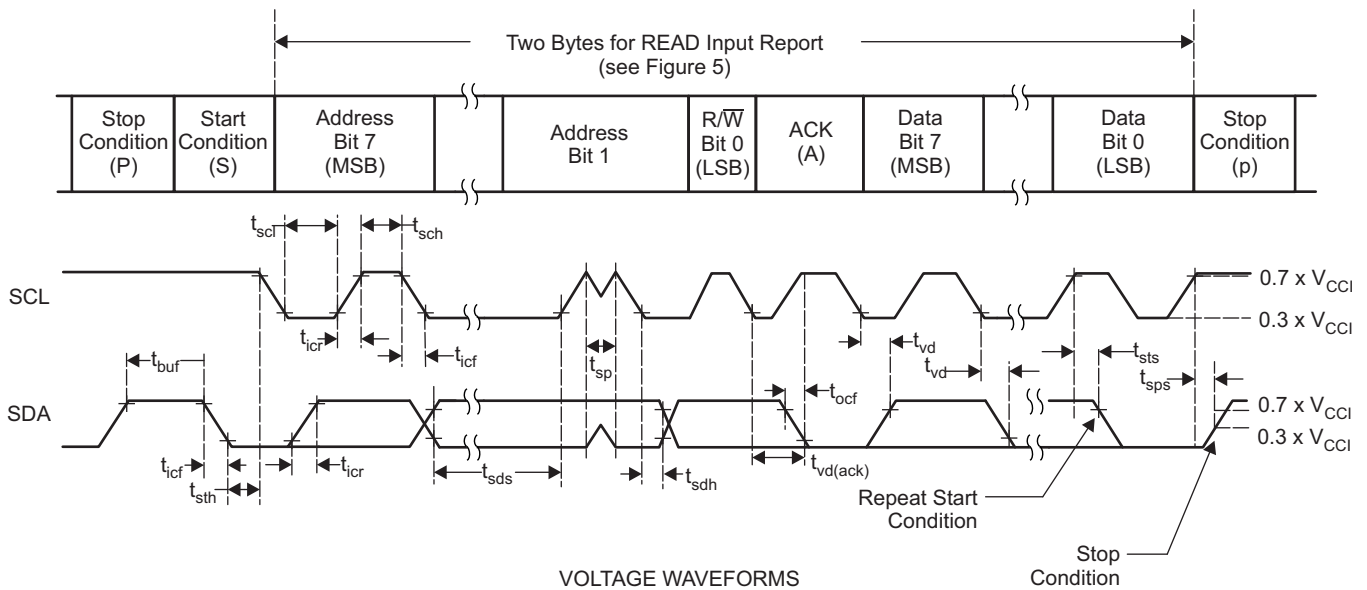 Two Bytes for READ Input Report
(see Figure 5)
Stop
Condition
(P)
Start
Condition
(S)
Address
Bit 7
(MSB)
Address
Bit 1
R/W̅
Bit 0
(LSB)
ACK
(A)
Data
Bit 7
(MSB)
Data
Bit 0
(LSB)
Stop
Condition
(p)
tscl
tsch
SCL
0.7 x VCCI
0.3 x VCCI
ticr
ticf
tbuf
tsp
tvd
tvd
tsts
tsps
tocf
SDA
0.7 x VCCI
0.3 x VCCI
ticf
ticr
tsth
tsds
tsdh
tvd(ack)
Repeat Start
Condition
Stop
Condition
VOLTAGE WAVEFORMS